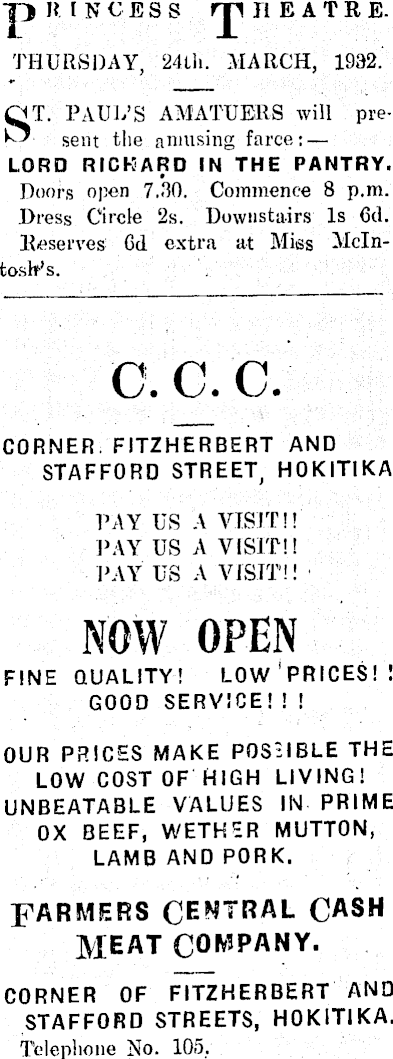 PRINCESS THEATRE.
THURSDAY, 24th. MARCH, 1932.
ST. PAUL'S AMATUERS will pre-
sent the amusing farce:—
LORD RICHARD IN THE PANTRY.
Doors open 7.30. Commence 8 p.m.
Dress Circle 2s. Downstairs 1s 6d.
Reserves 6d extra at Miss McIn-
tosh's.
C. C. C.
CORNER FITZHERBERT AND
STAFFORD STREET, HOKITIKA
PAY US A VISIT!!
PAY US A VISIT!!
PAY US A VISIT!!
NOW OPEN
FINE QUALITY! LOW PRICES!!
GOOD SERVICE!!!
OUR PRICES MAKE POSSIBLE THE
LOW COST OF HIGH LIVING!
UNBEATABLE VALUES IN PRIME
OX BEEF, WETHER MUTTON,
LAMB AND PORK.
FARMERS CENTRAL CASH
MEAT COMPANY.
CORNER OF FITZHERBERT AND
STAFFORD STREETS, HOKITIKA.
Telephone No. 105.